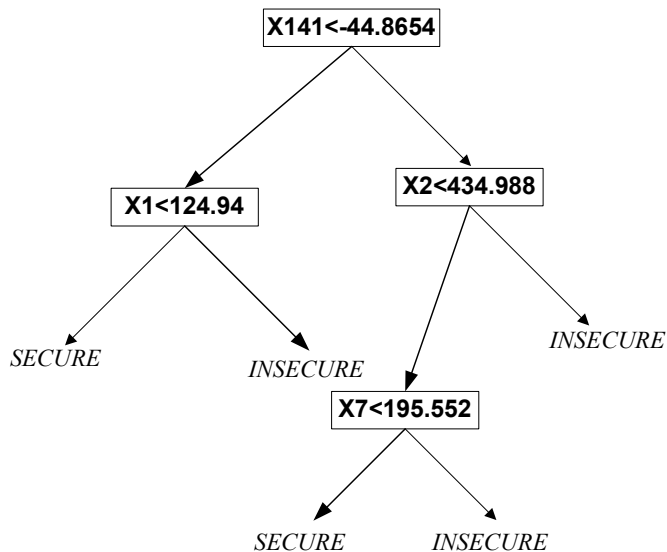 X141<-44.8654
X1<124.94
X2<434.988
SECURE
INSECURE
INSECURE
X7<195.552
SECURE
INSECURE